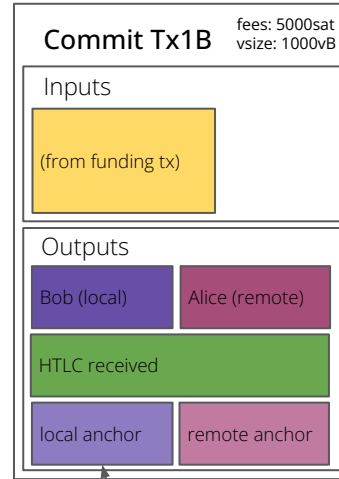 Commit Tx1B
fees: 5000sat
vsize: 1000vB
Inputs
(from funding tx)
Outputs
Bob (local)
Alice (remote)
HTLC received
local anchor
remote anchor